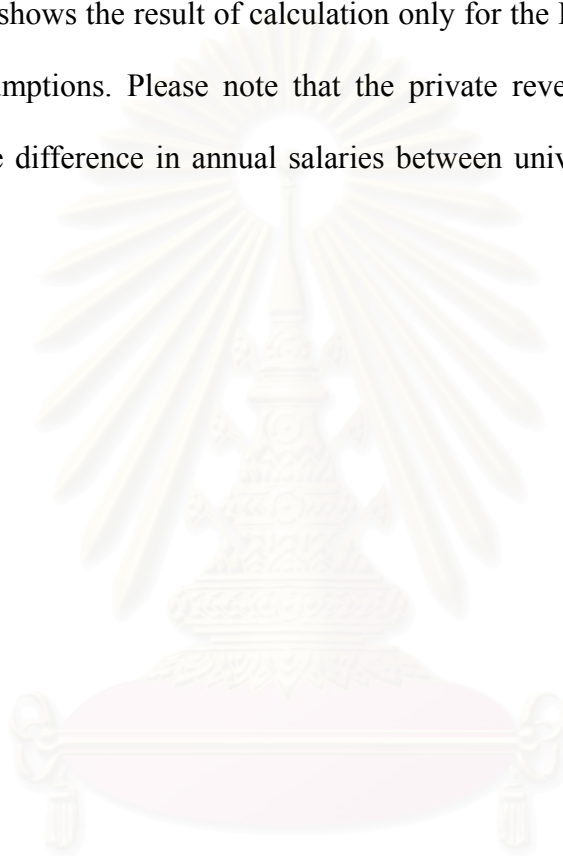 shows the result of calculation only for the
umptions. Please note that the private reve
e difference in annual salaries between univ